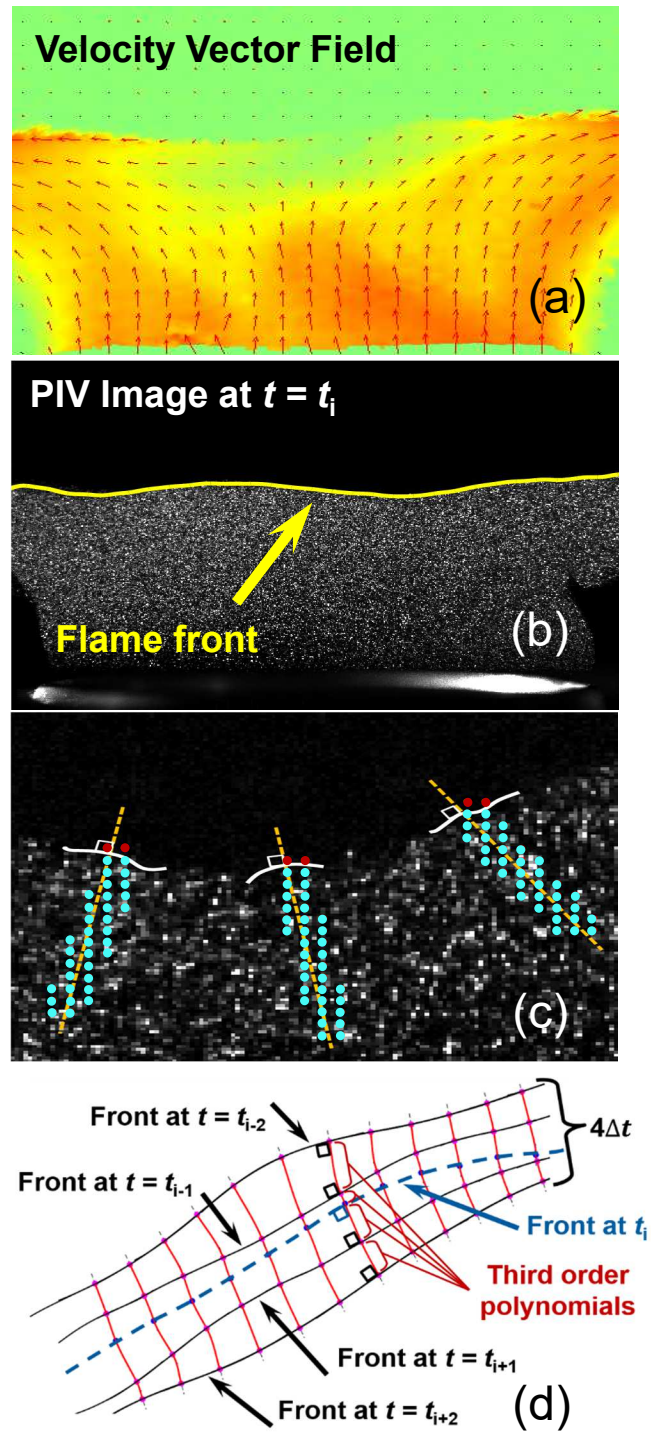 Velocity Vector Field
(a)
PIV Image at t = tᵢ
Flame front
(b)
(c)
Front at t = tᵢ₋₂
4Δt
Front at t = tᵢ₋₁
Front at tᵢ
Third order
polynomials
Front at t = tᵢ₊₁
Front at t = tᵢ₊₂
(d)